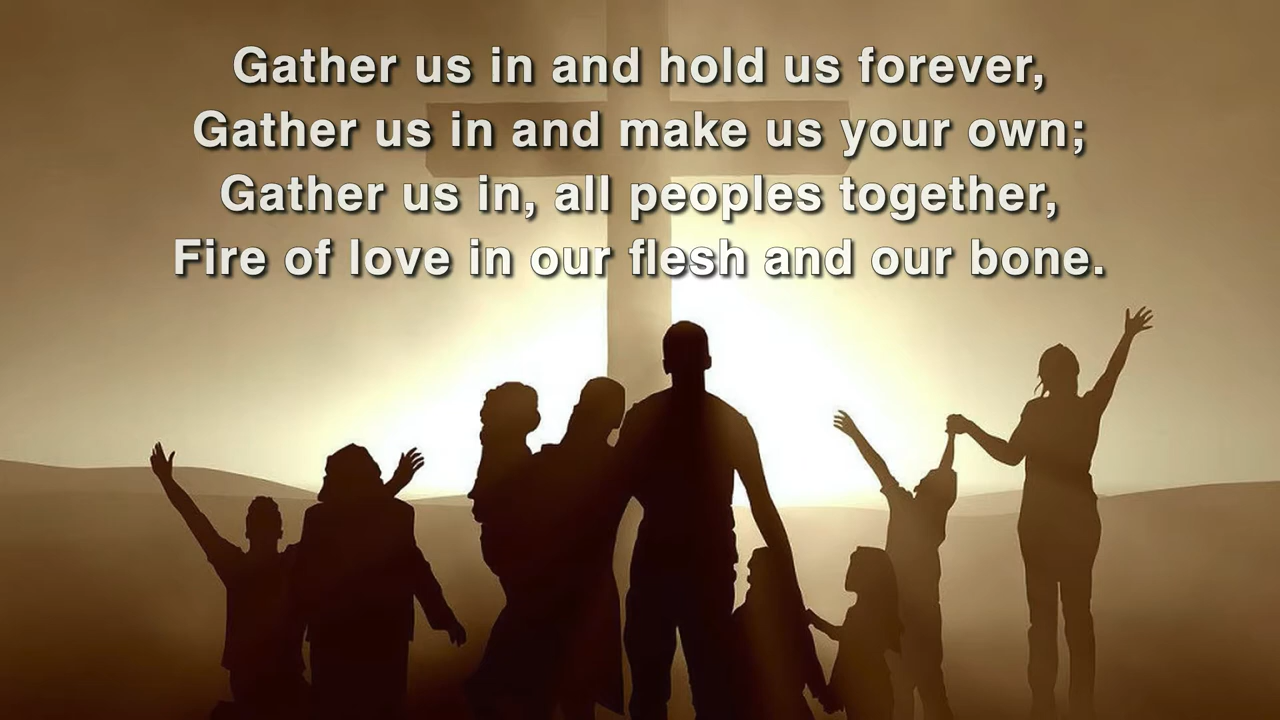 Gather us in and hold us forever,
Gather us in and make us your own;
Gather us in, all peoples together,
Fire of love in our flesh and our bone.